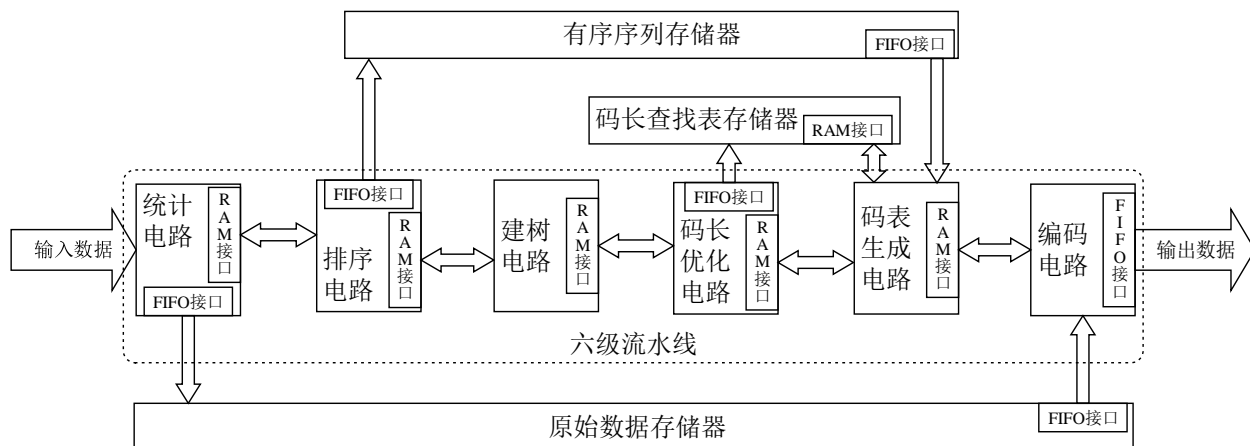 有序序列存储器
FIFO接口
码长查找表存储器
RAM接口
输入数据
统计
电路
RAM接口
FIFO接口
FIFO接口
排序
电路
RAM接口
建树
电路
RAM接口
FIFO接口
码长
优化
电路
RAM接口
码表
生成
电路
RAM接口
编码
电路
FIFO接口
输出数据
六级流水线
原始数据存储器
FIFO接口